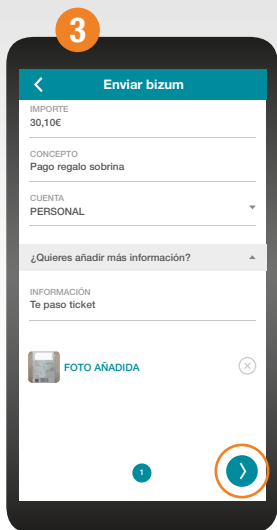 3
Enviar bizum
IMPORTE
30,10€
CONCEPTO
Pago regalo sobrina
CUENTA
PERSONAL
¿Quieres añadir más información?
INFORMACIÓN
Te paso ticket
FOTO AÑADIDA
1